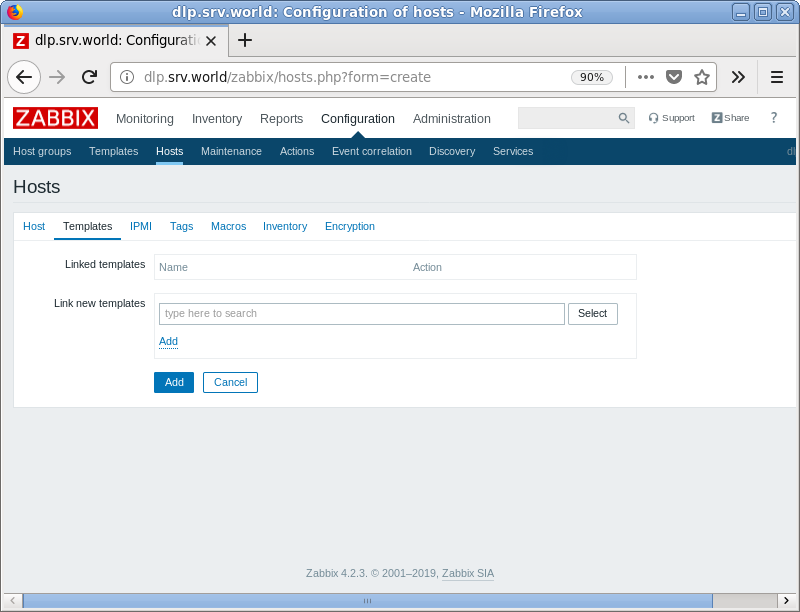 dlp.srv.world: Configuration of hosts - Mozilla Firefox
dlp.srv.world: Configurati
dlp.srv.world/zabbix/hosts.php?form=create 90%
ZABBIX Monitoring Inventory Reports Configuration Administration Z Support Z Share ?
Host groups Templates Hosts Maintenance Actions Event correlation Discovery Services dl
Hosts
Host Templates IPMI Tags Macros Inventory Encryption
Linked templates Name Action
Link new templates type here to search Select
Add
Add Cancel
Zabbix 4.2.3. © 2001–2019, Zabbix SIA